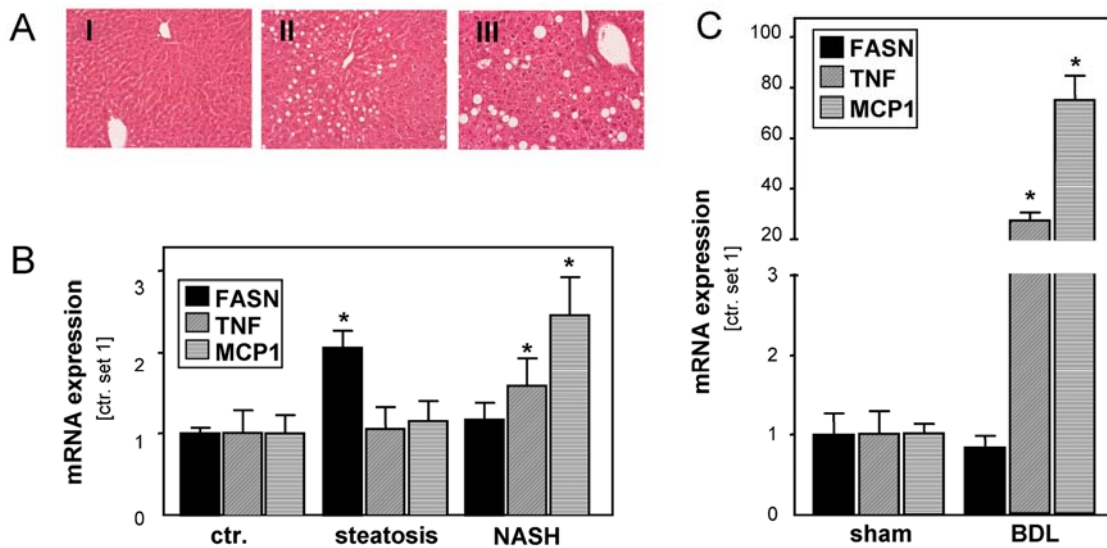 A
I
II
III
B
mRNA expression
[ctr. set 1]
3
2
1
0
FASN
TNF
MCP1
*
*
*
ctr.
steatosis
NASH
C
mRNA expression
[ctr. set 1]
100
80
60
40
20
3
2
1
0
FASN
TNF
MCP1
*
*
sham
BDL